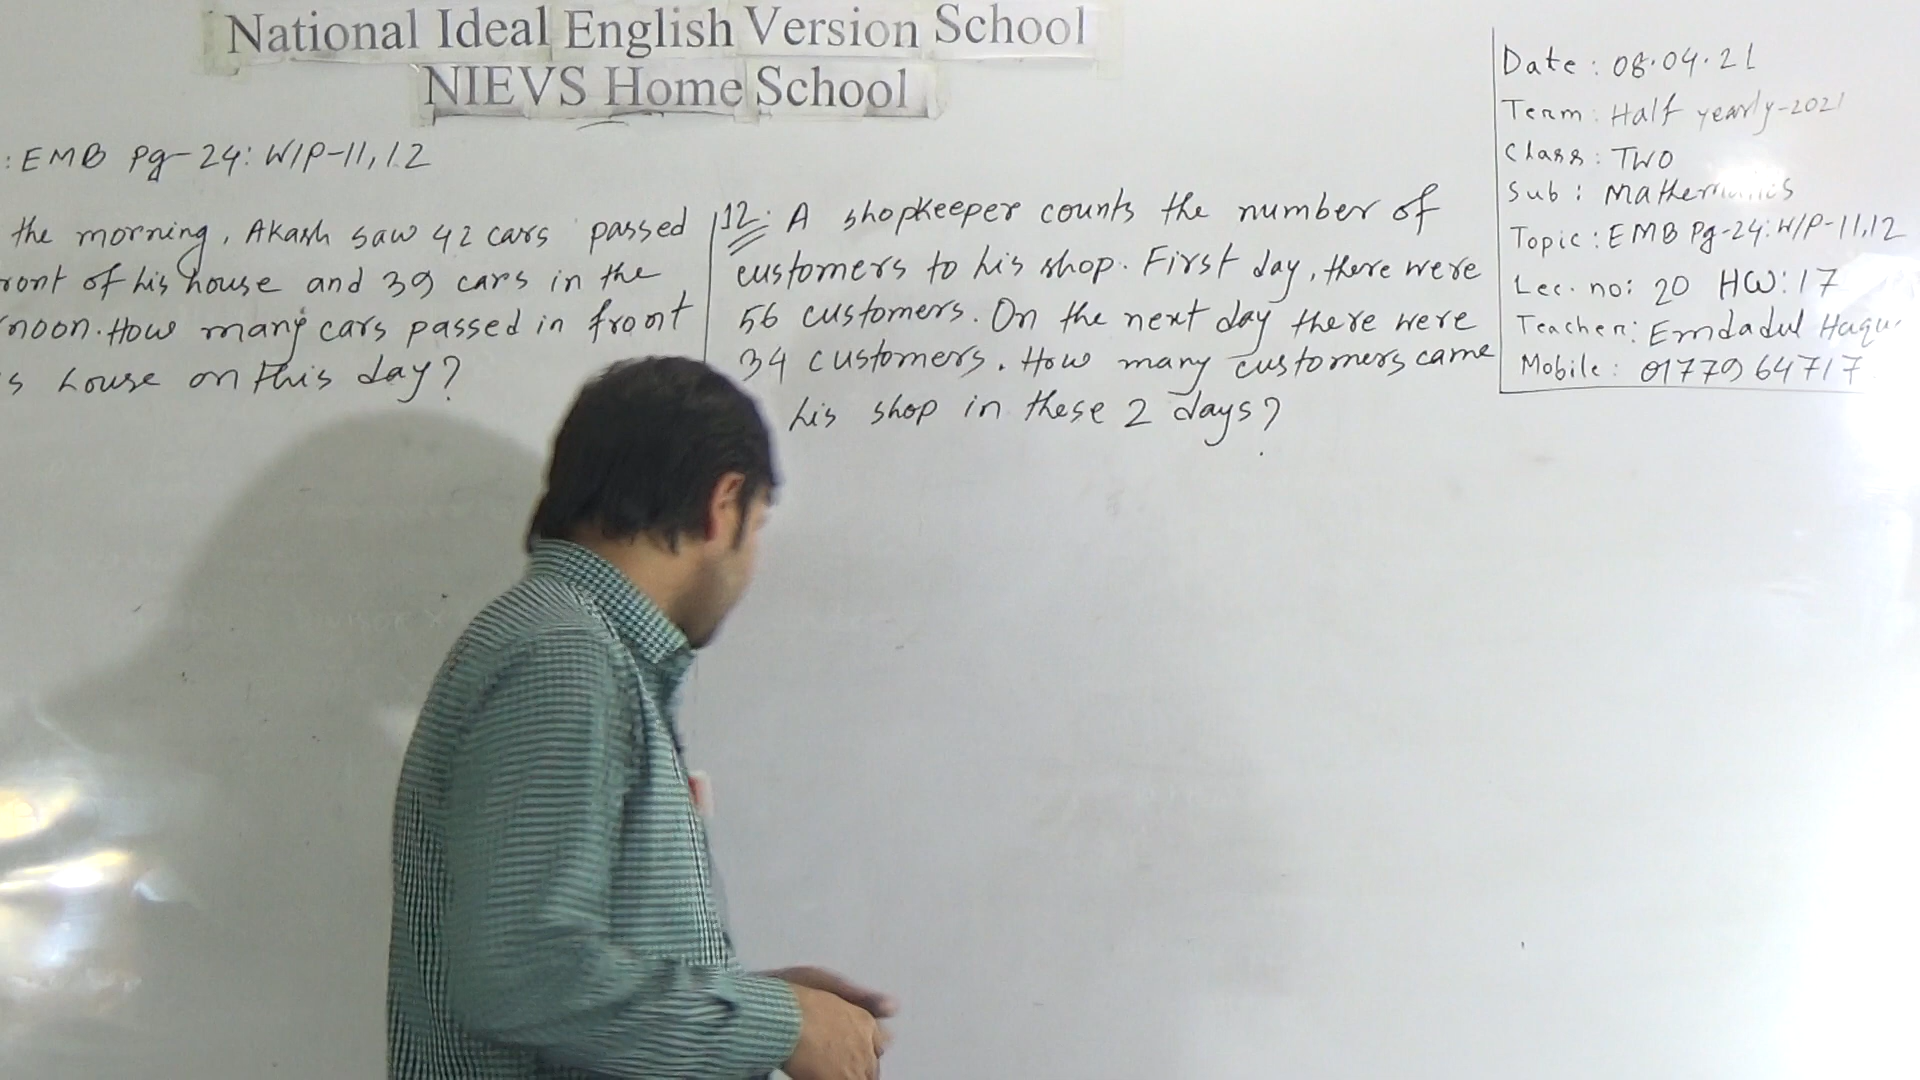 National Ideal English Version School
NIEVS Home School
: EMB Pg-24: W/P-11,12
the morning, Akash saw 42 cars passed
ront of his house and 39 cars in the
noon. How many cars passed in front
s house on this day?
12: A shopkeeper counts the number of
customers to his shop. First day, there were
56 customers. On the next day there were
34 customers. How many customers came
his shop in these 2 days?
Date: 08.04.21
Term: Half yearly-2021
Class: TWO
Sub: Mathematics
Topic: EMB Pg-24: W/P-11,12
Lec. no: 20 HW: 17
Teacher: Emdadul Haque
Mobile: 0177964717